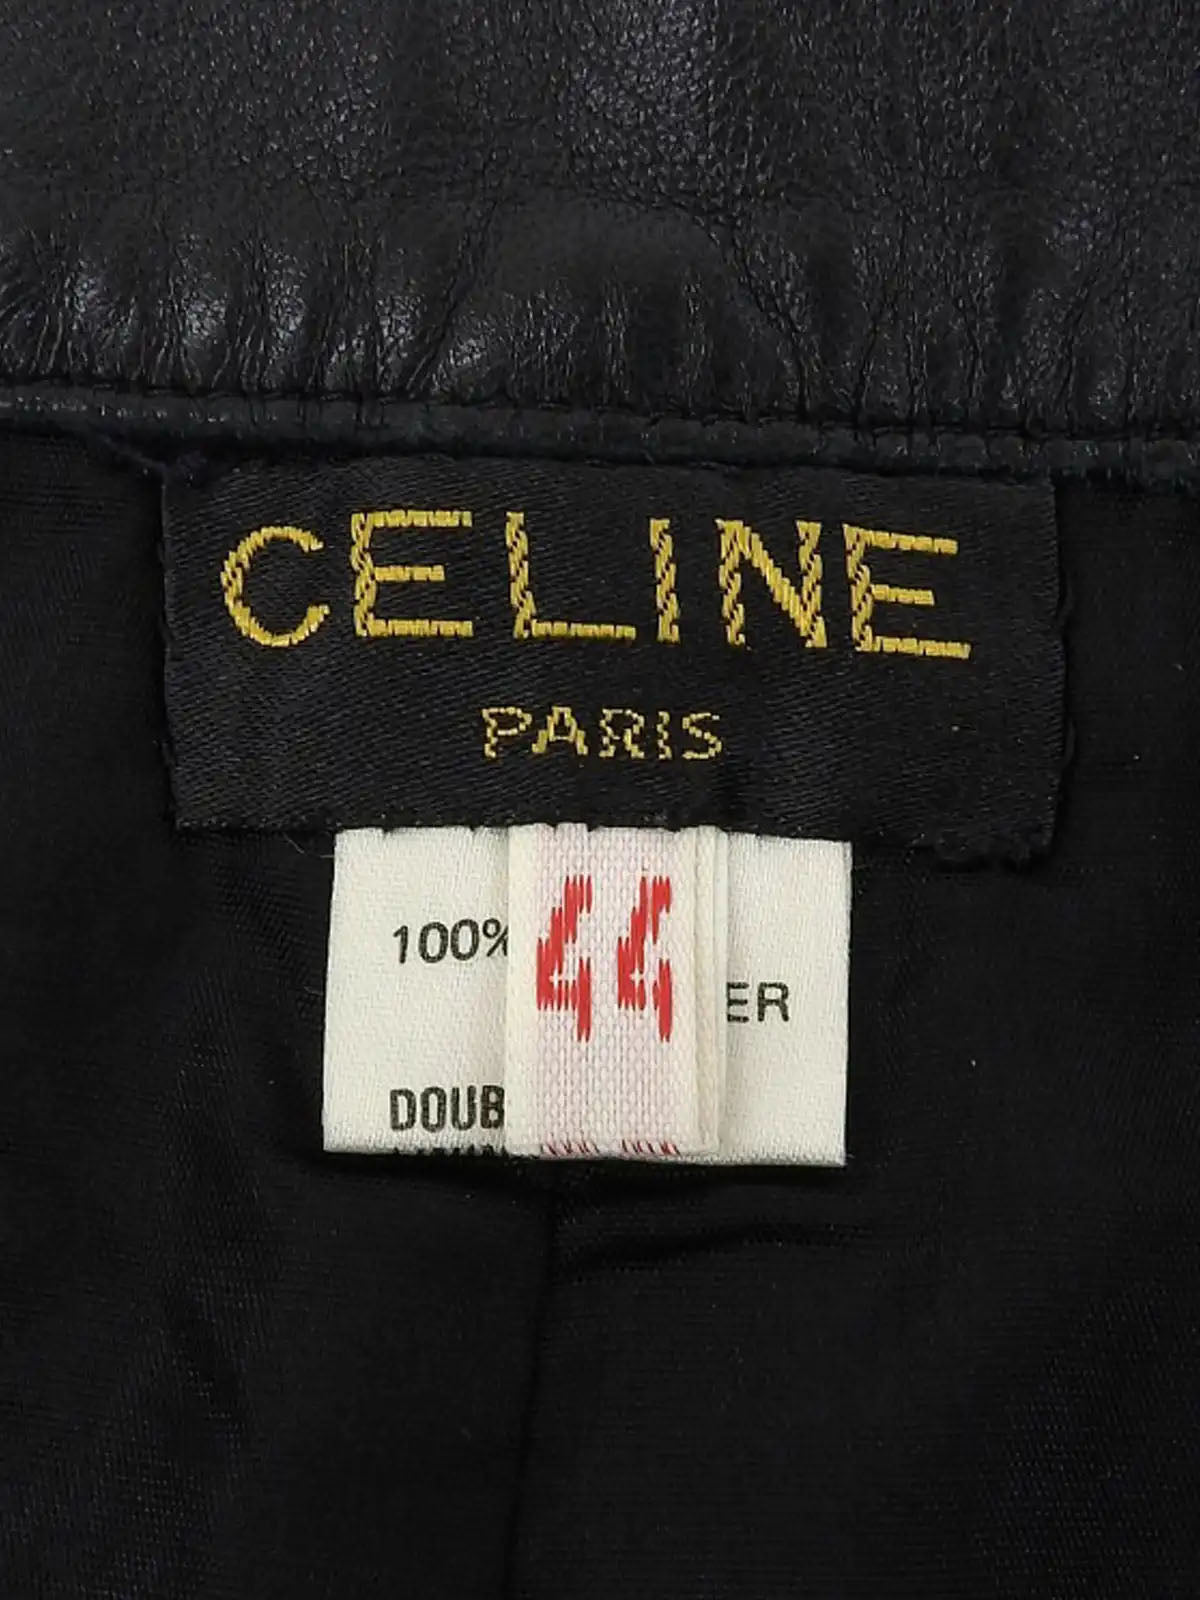 CELINE
PARIS
44
100%
ER
DOUB